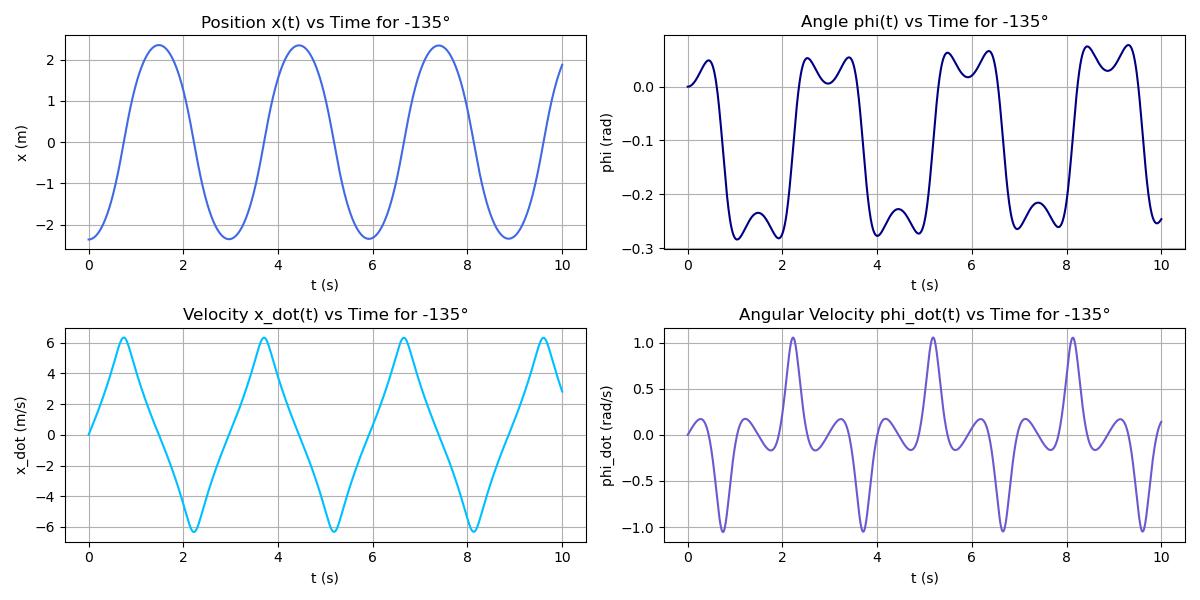 Position x(t) vs Time for -135°
x (m)
2
1
0
−1
−2
0 2 4 6 8 10
t (s)
Angle phi(t) vs Time for -135°
phi (rad)
0.0
−0.1
−0.2
−0.3
0 2 4 6 8 10
t (s)
Velocity x_dot(t) vs Time for -135°
x_dot (m/s)
6
4
2
0
−2
−4
−6
0 2 4 6 8 10
t (s)
Angular Velocity phi_dot(t) vs Time for -135°
phi_dot (rad/s)
1.0
0.5
0.0
−0.5
−1.0
0 2 4 6 8 10
t (s)